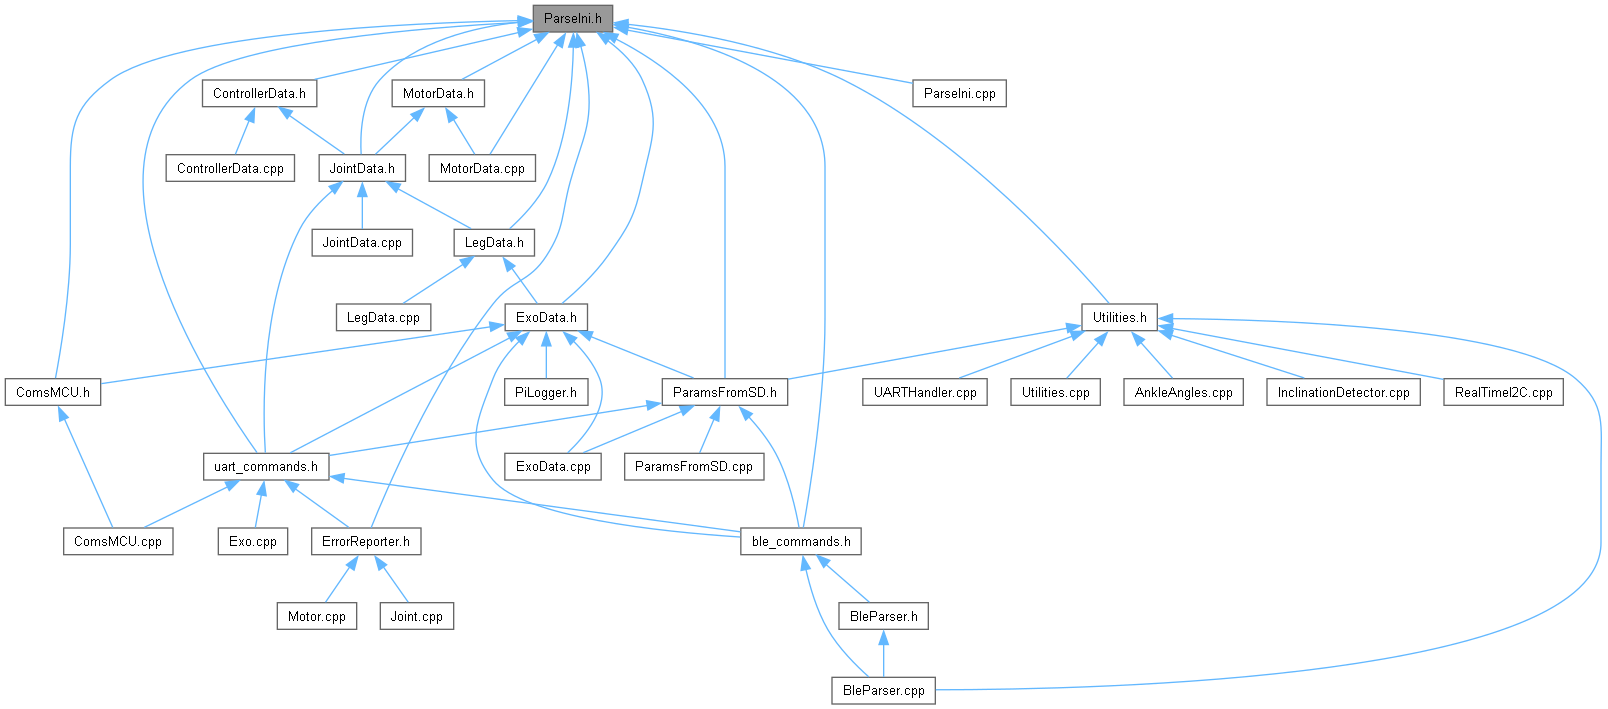 ParseIni.h
ControllerData.h
MotorData.h
ParseIni.cpp
ControllerData.cpp
JointData.h
MotorData.cpp
JointData.cpp
LegData.h
LegData.cpp
ExoData.h
Utilities.h
ComsMCU.h
PiLogger.h
ParamsFromSD.h
UARTHandler.cpp
Utilities.cpp
AnkleAngles.cpp
InclinationDetector.cpp
RealTimeI2C.cpp
uart_commands.h
ExoData.cpp
ParamsFromSD.cpp
ComsMCU.cpp
Exo.cpp
ErrorReporter.h
ble_commands.h
Motor.cpp
Joint.cpp
BleParser.h
BleParser.cpp